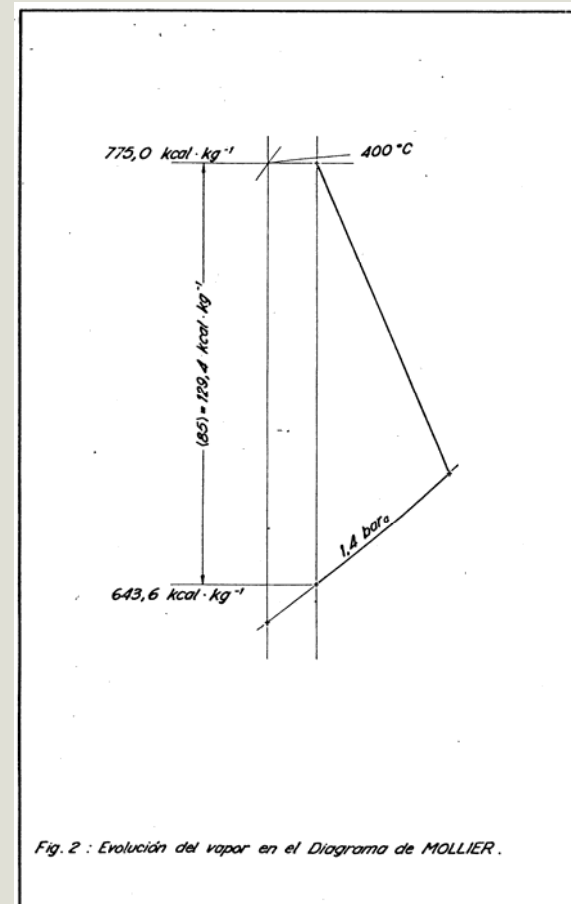 775,0 kcal·kg⁻¹
400 °C
(85) = 129,4 kcal·kg⁻¹
1,4 barₐ
643,6 kcal·kg⁻¹
Fig. 2 : Evolución del vapor en el Diagrama de MOLLIER.